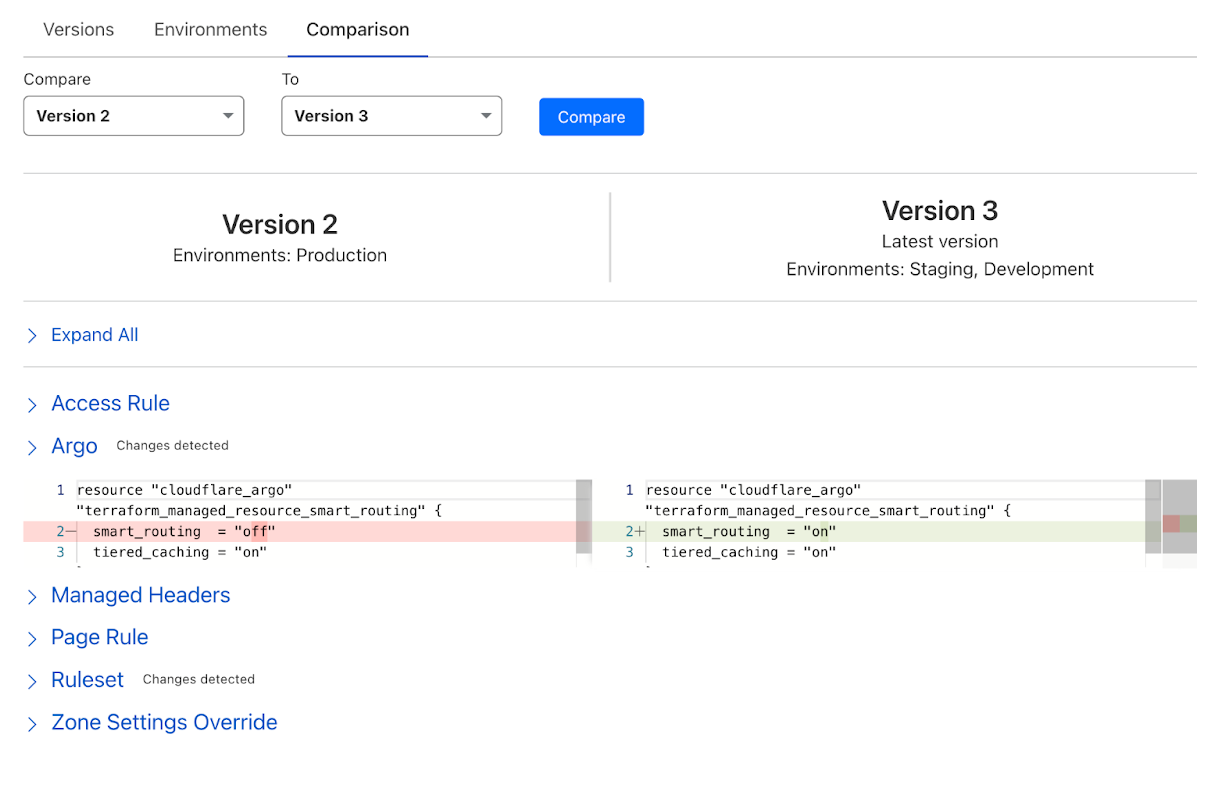 Versions Environments Comparison
Compare To
Version 2 Version 3 Compare
Version 2
Environments: Production
Version 3
Latest version
Environments: Staging, Development
Expand All
Access Rule
Argo Changes detected
1 resource "cloudflare_argo"
"terraform_managed_resource_smart_routing" {
2− smart_routing  = "off"
3 tiered_caching = "on"
1 resource "cloudflare_argo"
"terraform_managed_resource_smart_routing" {
2+ smart_routing  = "on"
3 tiered_caching = "on"
Managed Headers
Page Rule
Ruleset Changes detected
Zone Settings Override